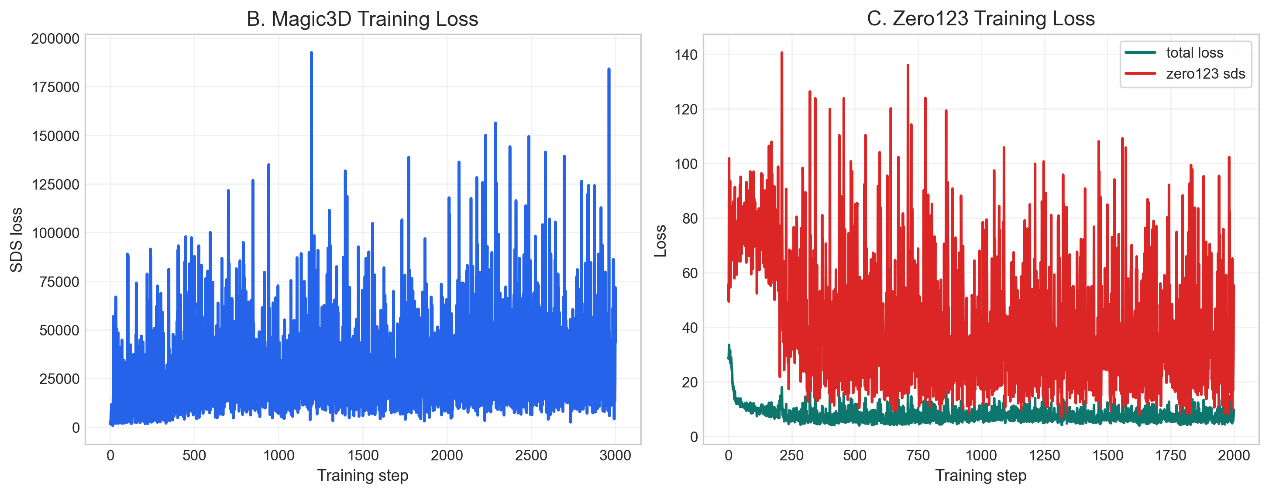 B. Magic3D Training Loss
SDS loss
200000
175000
150000
125000
100000
75000
50000
25000
0
0 500 1000 1500 2000 2500 3000
Training step
C. Zero123 Training Loss
total loss
zero123 sds
Loss
140
120
100
80
60
40
20
0
0 250 500 750 1000 1250 1500 1750 2000
Training step